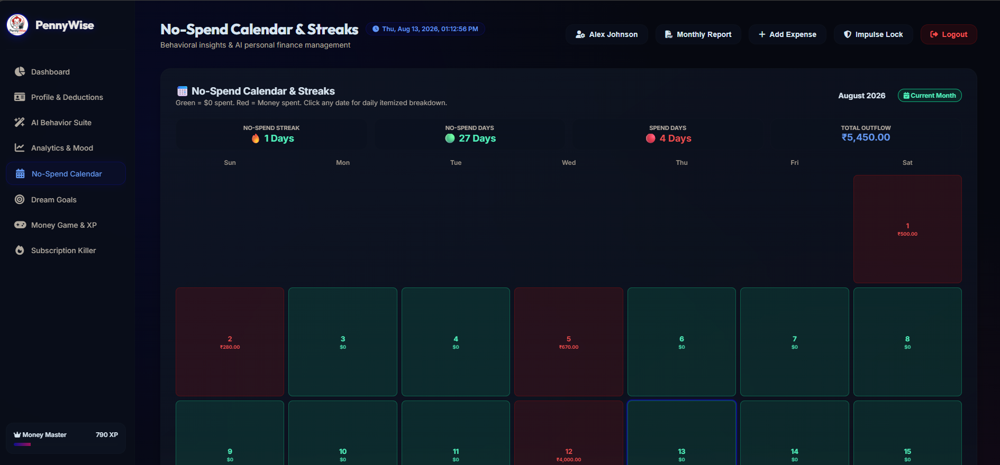 PennyWise
Dashboard
Profile & Deductions
AI Behavior Suite
Analytics & Mood
No-Spend Calendar
Dream Goals
Money Game & XP
Subscription Killer
Money Master 790 XP
No-Spend Calendar & Streaks Thu, Aug 13, 2026, 01:12:56 PM
Behavioral insights & AI personal finance management
Alex Johnson Monthly Report + Add Expense Impulse Lock Logout
No-Spend Calendar & Streaks
Green = $0 spent. Red = Money spent. Click any date for daily itemized breakdown.
August 2026 Current Month
NO-SPEND STREAK
1 Days
NO-SPEND DAYS
27 Days
SPEND DAYS
4 Days
TOTAL OUTFLOW
₹5,450.00
Sun Mon Tue Wed Thu Fri Sat
1
₹500.00
2 3 4 5 6 7 8
₹280.00 $0 $0 ₹670.00 $0 $0 $0
9 10 11 12 13 14 15
$0 $0 $0 ₹4,000.00 $0 $0 $0